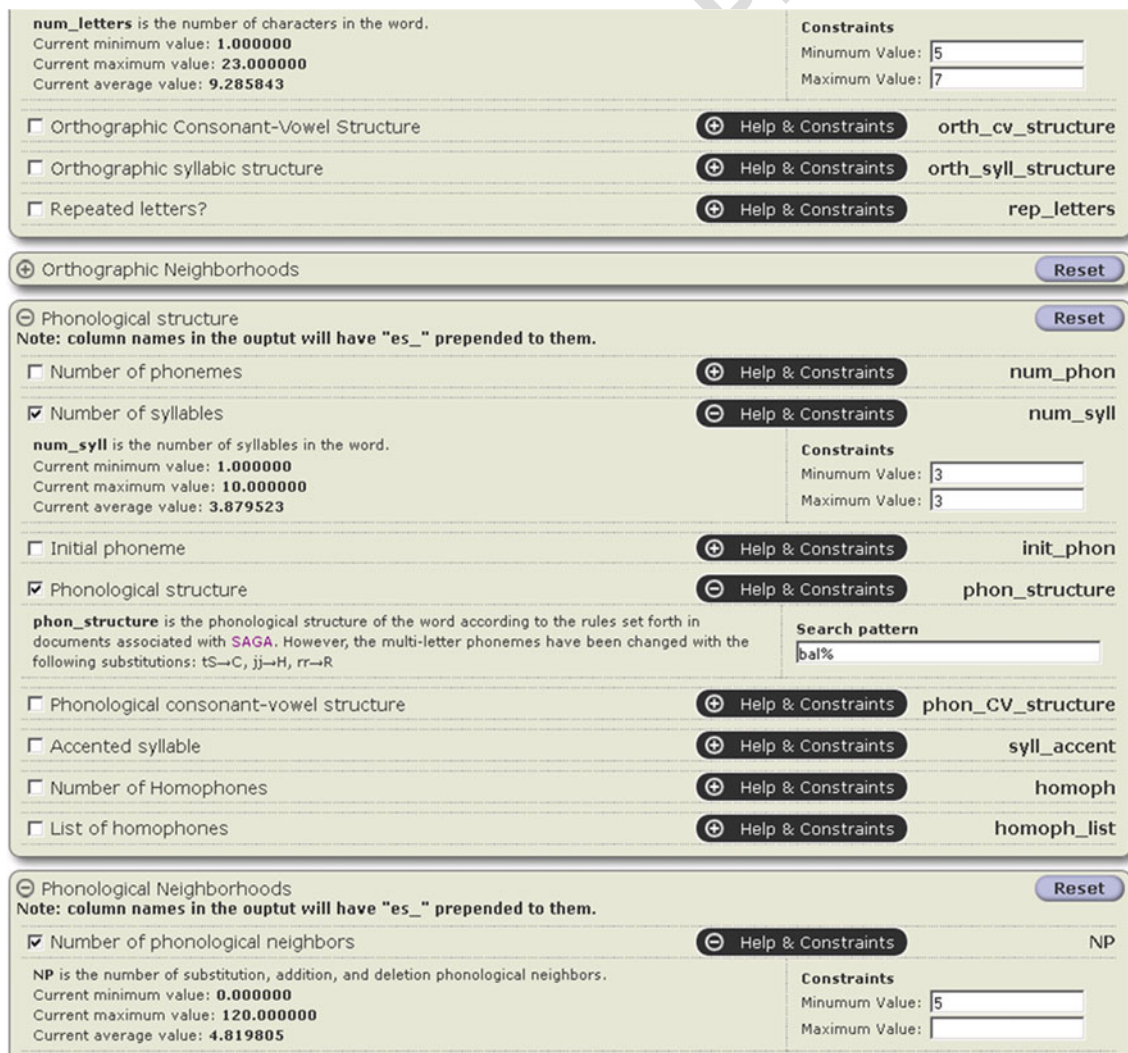 num_letters is the number of characters in the word.
Current minimum value: 1.000000
Current maximum value: 23.000000
Current average value: 9.285843
Constraints
Minumum Value: 5
Maximum Value: 7
Orthographic Consonant-Vowel Structure Help & Constraints orth_cv_structure
Orthographic syllabic structure Help & Constraints orth_syll_structure
Repeated letters? Help & Constraints rep_letters
Orthographic Neighborhoods Reset
Phonological structure Reset
Note: column names in the ouptut will have "es_" prepended to them.
Number of phonemes Help & Constraints num_phon
Number of syllables Help & Constraints num_syll
num_syll is the number of syllables in the word.
Current minimum value: 1.000000
Current maximum value: 10.000000
Current average value: 3.879523
Constraints
Minumum Value: 3
Maximum Value: 3
Initial phoneme Help & Constraints init_phon
Phonological structure Help & Constraints phon_structure
phon_structure is the phonological structure of the word according to the rules set forth in
documents associated with SAGA. However, the multi-letter phonemes have been changed with the
following substitutions: tS→C, jj→H, rr→R
Search pattern
bal%
Phonological consonant-vowel structure Help & Constraints phon_CV_structure
Accented syllable Help & Constraints syll_accent
Number of Homophones Help & Constraints homoph
List of homophones Help & Constraints homoph_list
Phonological Neighborhoods Reset
Note: column names in the ouptut will have "es_" prepended to them.
Number of phonological neighbors Help & Constraints NP
NP is the number of substitution, addition, and deletion phonological neighbors.
Current minimum value: 0.000000
Current maximum value: 120.000000
Current average value: 4.819805
Constraints
Minumum Value: 5
Maximum Value: